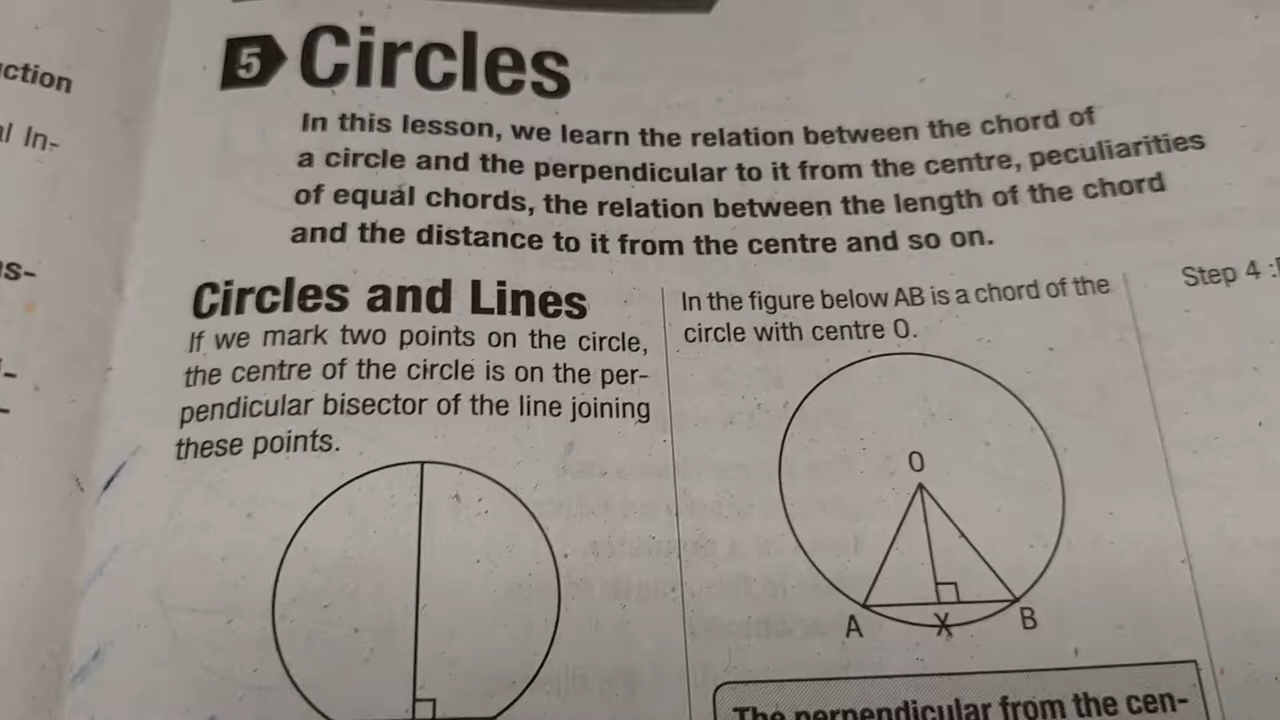 ction
al In-
s-
5 Circles
In this lesson, we learn the relation between the chord of
a circle and the perpendicular to it from the centre, peculiarities
of equal chords, the relation between the length of the chord
and the distance to it from the centre and so on.
Circles and Lines
If we mark two points on the circle,
the centre of the circle is on the per-
pendicular bisector of the line joining
these points.
In the figure below AB is a chord of the
circle with centre O.
O
A X B
The perpendicular from the cen-
Step 4 :